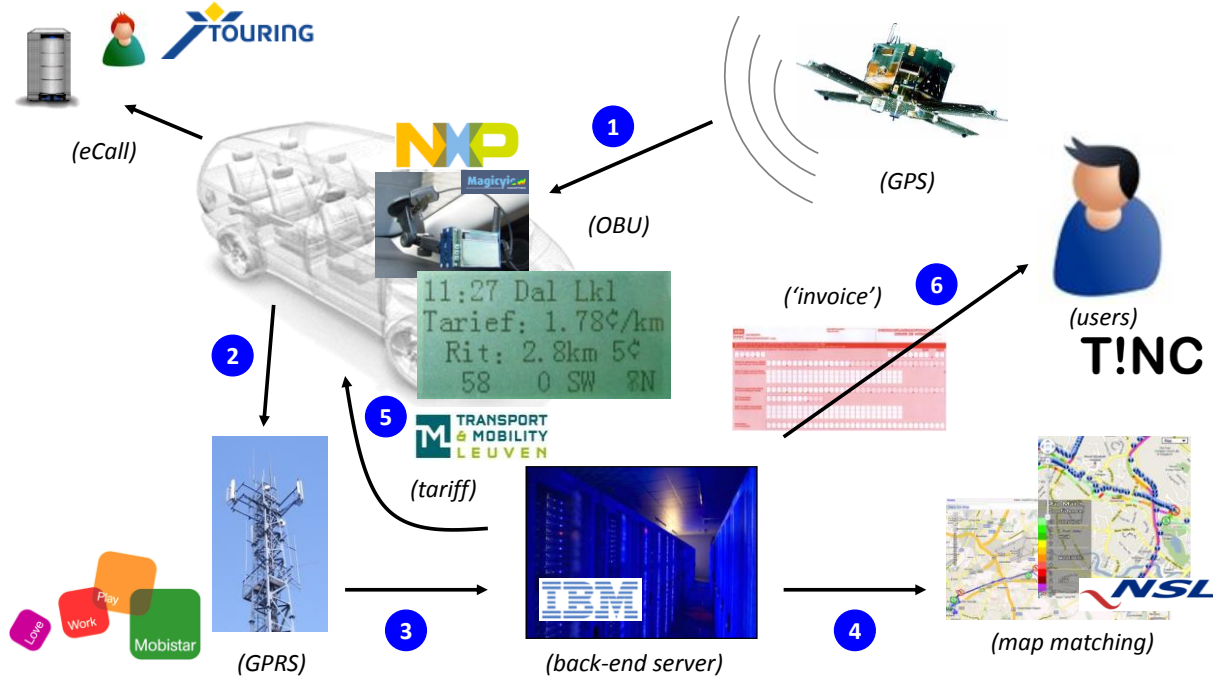 TOURING
(eCall)
NXP
1
(GPS)
(OBU)
11:27 Dal Lkl
Tarief: 1.78¢/km
Rit: 2.8km 5¢
58 0 SW
2
('invoice')
6
(users)
T!NC
5
TRANSPORT
& MOBILITY
LEUVEN
TML
(tariff)
Love
Work
Play
Mobistar
(GPRS)
3
IBM
(back-end server)
4
NSL
(map matching)